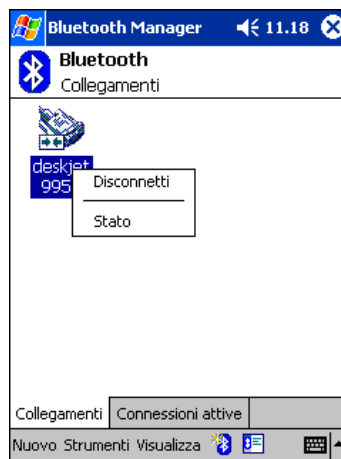 Bluetooth Manager 11.18
Bluetooth
Collegamenti
deskjet
995
Disconnetti
Stato
Collegamenti Connessioni attive
Nuovo Strumenti Visualizza